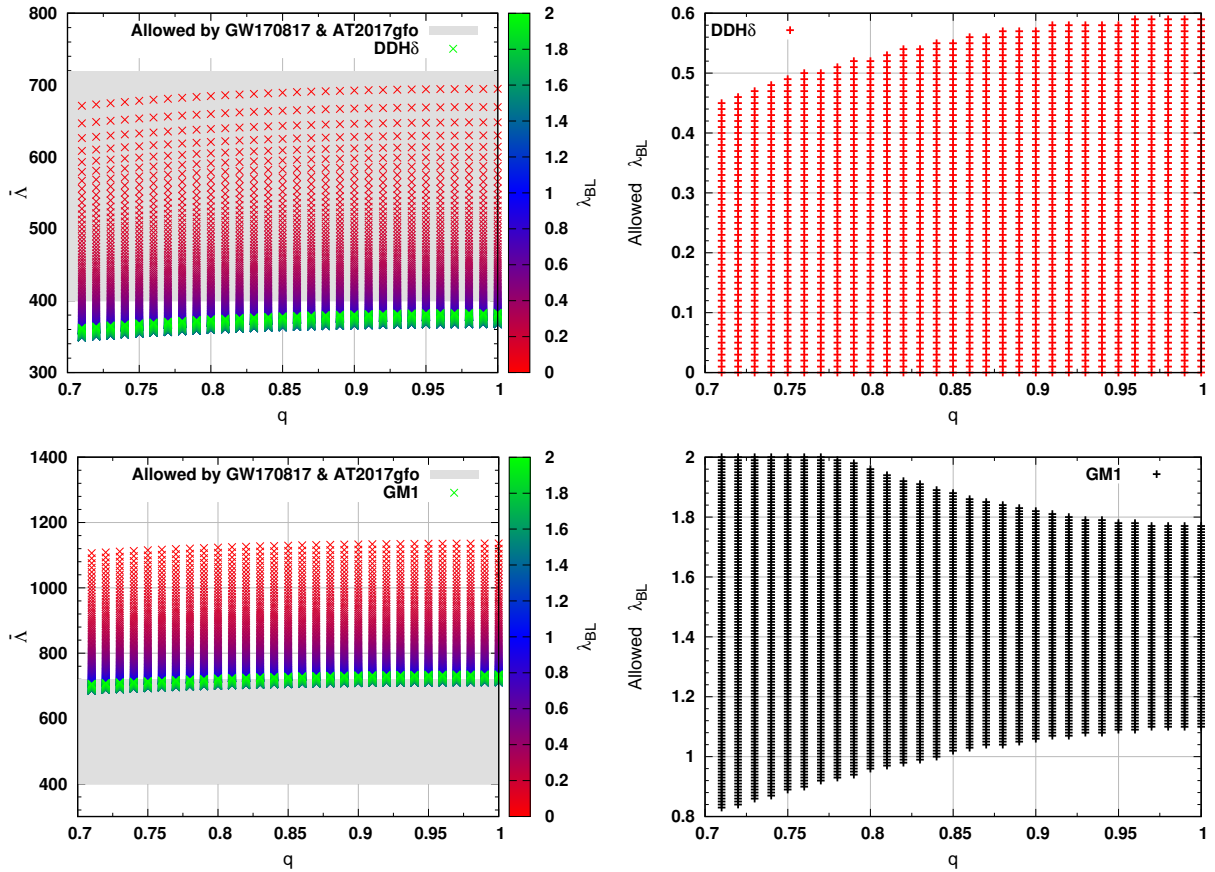 Allowed by GW170817 & AT2017gfo
DDHδ
800
700
600
500
400
300
Λ̄
0.7 0.75 0.8 0.85 0.9 0.95 1
q
2
1.8
1.6
1.4
1.2
1
0.8
0.6
0.4
0.2
0
λBL
DDHδ
0.6
0.5
0.4
0.3
0.2
0.1
0
Allowed λBL
0.7 0.75 0.8 0.85 0.9 0.95 1
q
Allowed by GW170817 & AT2017gfo
GM1
1400
1200
1000
800
600
400
Λ̄
0.7 0.75 0.8 0.85 0.9 0.95 1
q
2
1.8
1.6
1.4
1.2
1
0.8
0.6
0.4
0.2
0
λBL
GM1
2
1.8
1.6
1.4
1.2
1
0.8
Allowed λBL
0.7 0.75 0.8 0.85 0.9 0.95 1
q